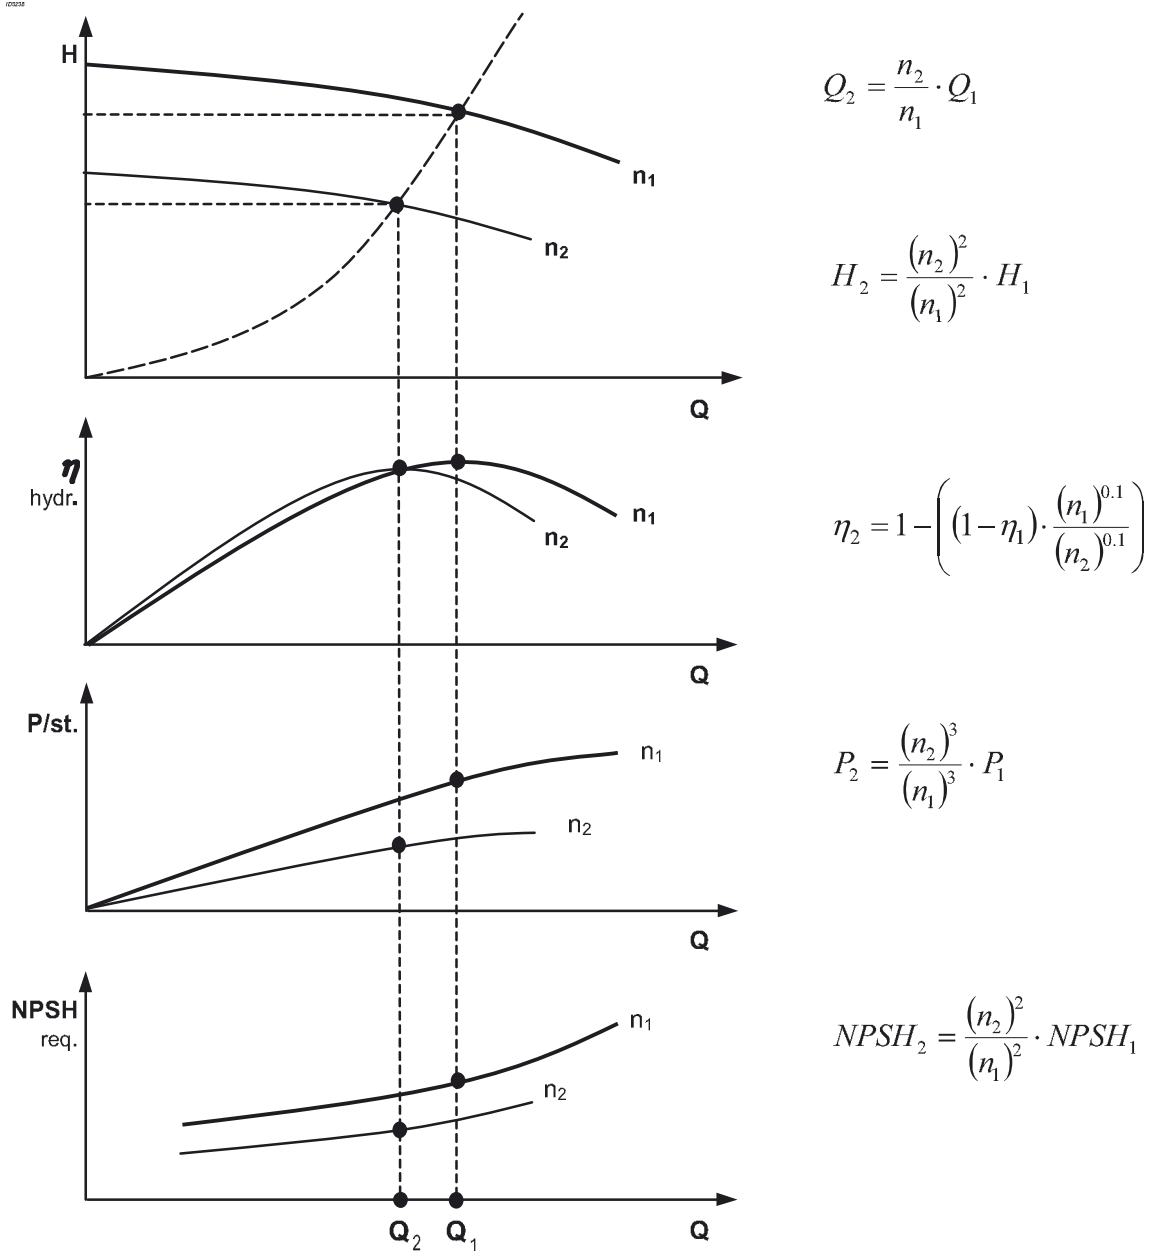 ID5238
H
Q₂ = n₂/n₁ · Q₁
n₁
n₂
H₂ = (n₂)²/(n₁)² · H₁
Q
η
hydr.
n₁
n₂
η₂ = 1 − ((1 − η₁) · (n₁)^0.1/(n₂)^0.1)
Q
P/st.
n₁
P₂ = (n₂)³/(n₁)³ · P₁
n₂
Q
NPSH
req.
n₁
NPSH₂ = (n₂)²/(n₁)² · NPSH₁
n₂
Q₂ Q₁ Q